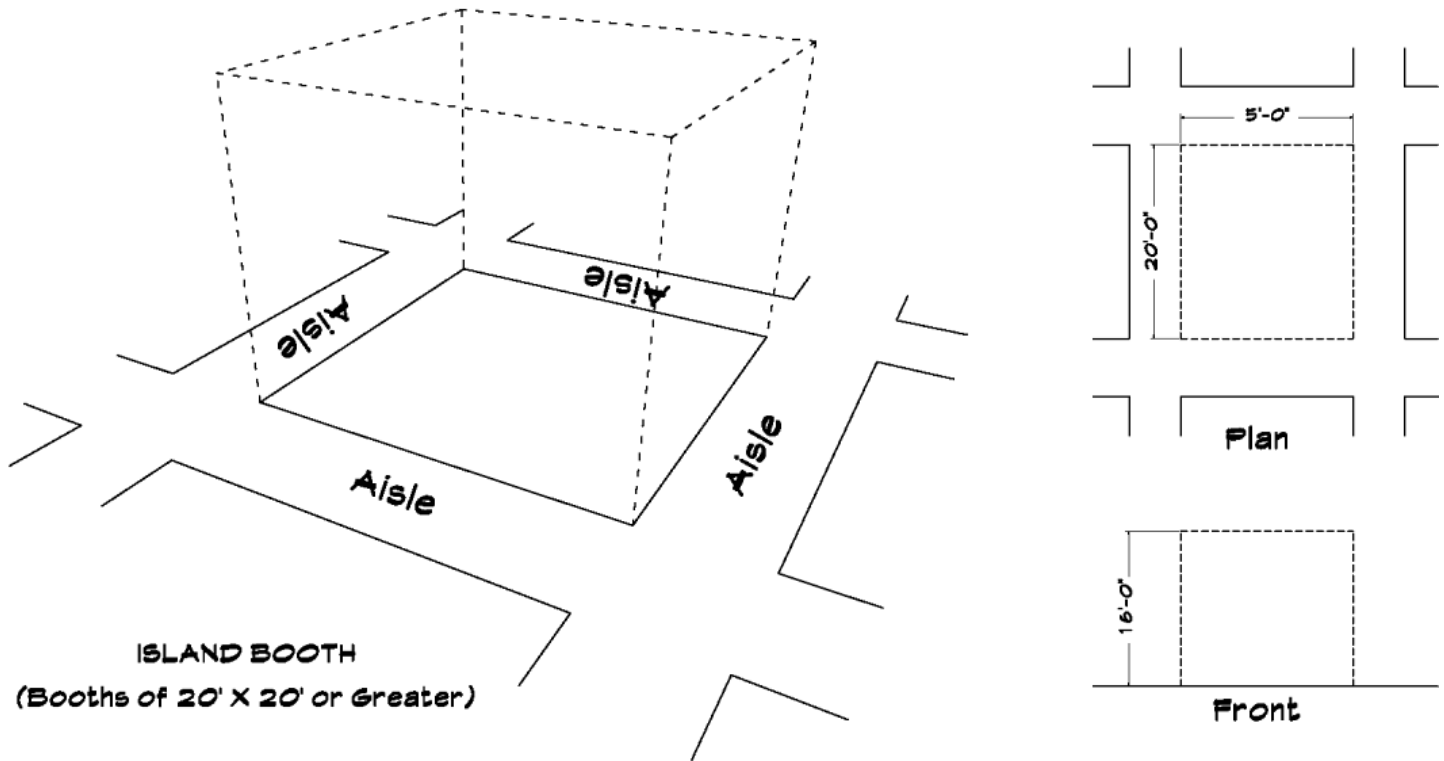 Aisle
Aisle
Aisle
Aisle
ISLAND BOOTH
(Booths of 20' X 20' or Greater)
5'-0"
20'-0"
Plan
16'-0"
Front